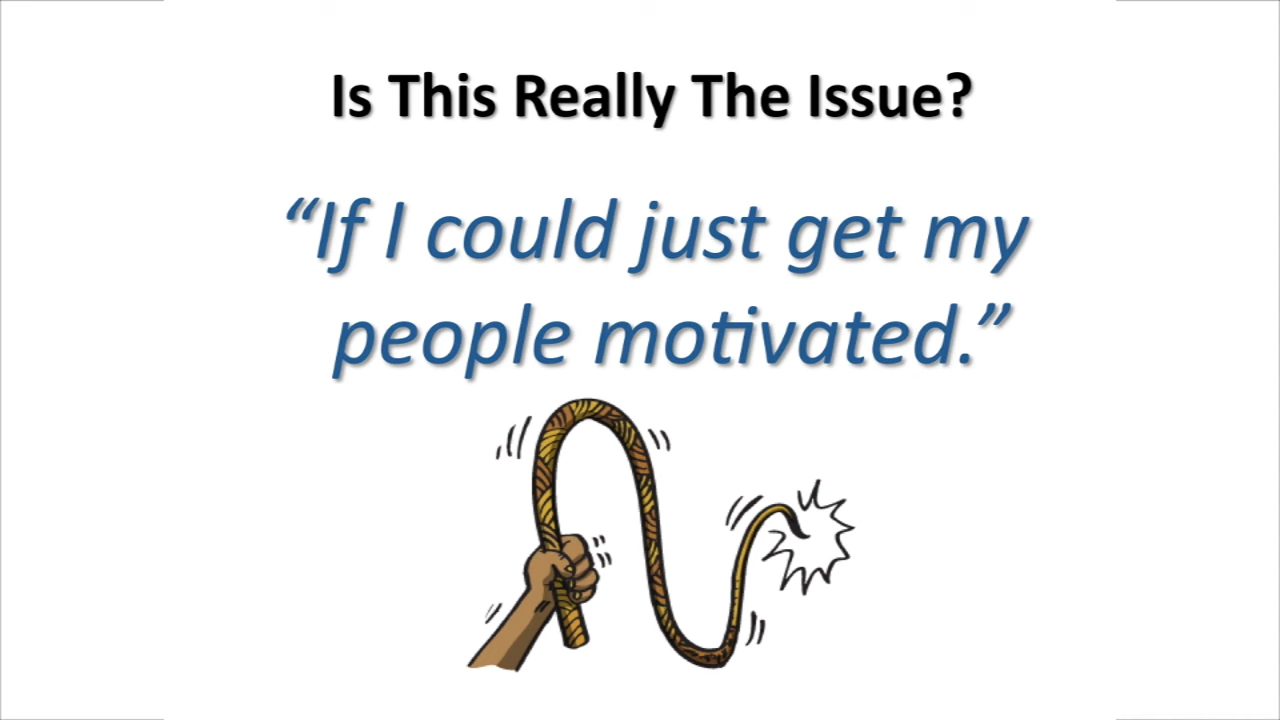 Is This Really The Issue?
“If I could just get my
people motivated.”